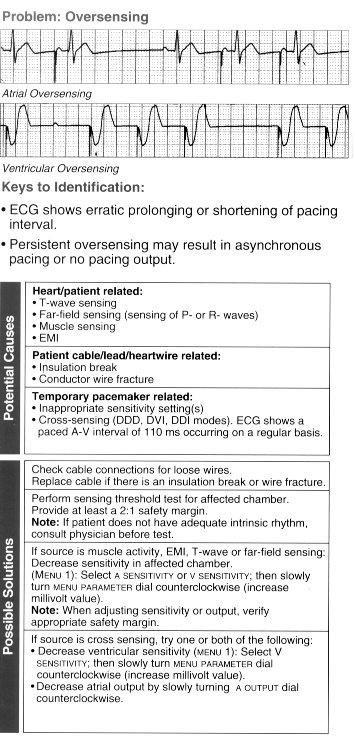 Problem: Oversensing
Atrial Oversensing
Ventricular Oversensing
Keys to Identification:
• ECG shows erratic prolonging or shortening of pacing
interval.
• Persistent oversensing may result in asynchronous
pacing or no pacing output.
Potential Causes
Heart/patient related:
• T-wave sensing
• Far-field sensing (sensing of P- or R- waves)
• Muscle sensing
• EMI
Patient cable/lead/heartwire related:
• Insulation break
• Conductor wire fracture
Temporary pacemaker related:
• Inappropriate sensitivity setting(s)
• Cross-sensing (DDD, DVI, DDI modes). ECG shows a
paced A-V interval of 110 ms occurring on a regular basis.
Possible Solutions
Check cable connections for loose wires.
Replace cable if there is an insulation break or wire fracture.
Perform sensing threshold test for affected chamber.
Provide at least a 2:1 safety margin.
Note: If patient does not have adequate intrinsic rhythm,
consult physician before test.
If source is muscle activity, EMI, T-wave or far-field sensing:
Decrease sensitivity in affected chamber.
(MENU 1): Select A SENSITIVITY or V SENSITIVITY; then slowly
turn MENU PARAMETER dial counterclockwise (increase
millivolt value).
Note: When adjusting sensitivity or output, verify
appropriate safety margin.
If source is cross sensing, try one or both of the following:
• Decrease ventricular sensitivity (MENU 1): Select V
SENSITIVITY; then slowly turn MENU PARAMETER dial
counterclockwise (increase millivolt value).
• Decrease atrial output by slowly turning A OUTPUT dial
counterclockwise.